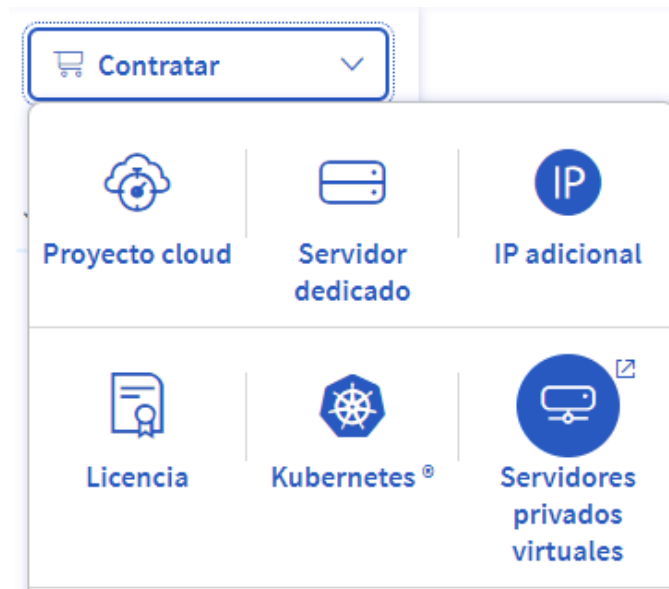 Contratar
IP
Proyecto cloud
Servidor
dedicado
IP adicional
Licencia
Kubernetes ®
Servidores
privados
virtuales